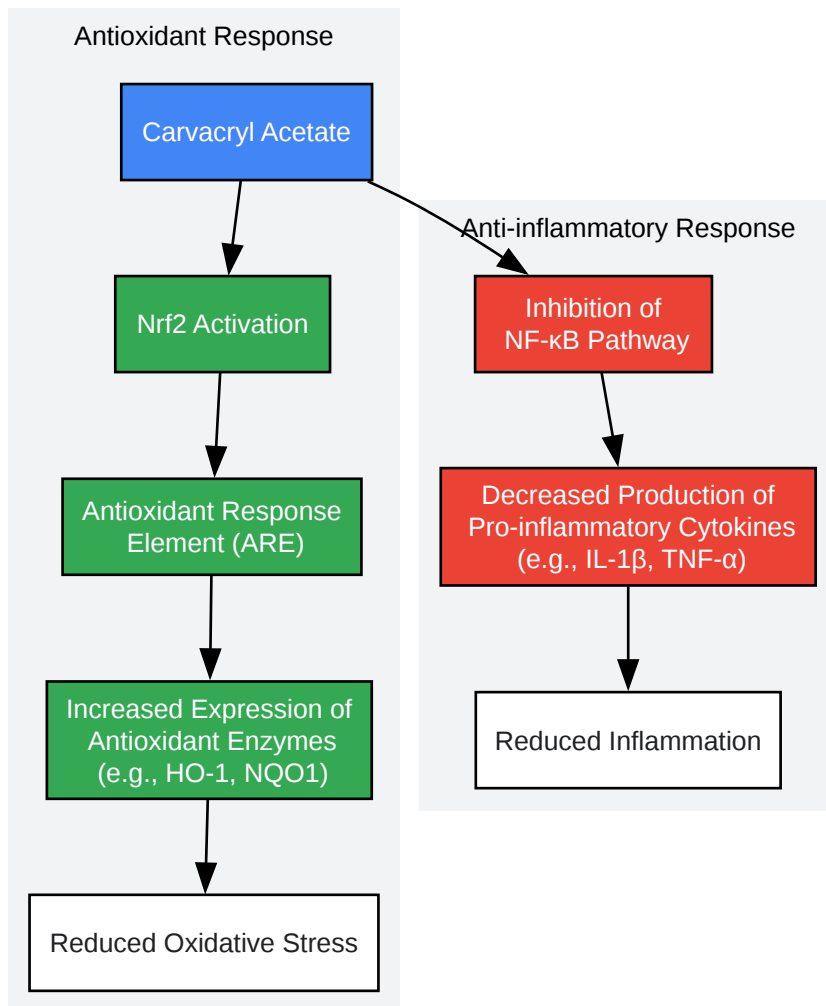 Antioxidant Response
Carvacryl Acetate
Nrf2 Activation
Antioxidant Response
Element (ARE)
Increased Expression of
Antioxidant Enzymes
(e.g., HO-1, NQO1)
Reduced Oxidative Stress
Anti-inflammatory Response
Inhibition of
NF-κB Pathway
Decreased Production of
Pro-inflammatory Cytokines
(e.g., IL-1β, TNF-α)
Reduced Inflammation